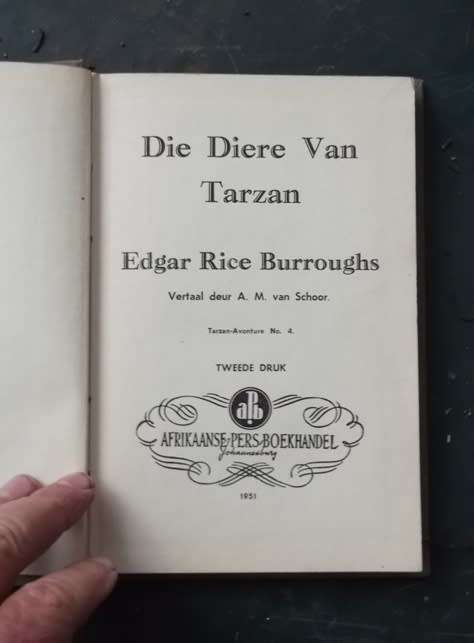 Die Diere Van
Tarzan
Edgar Rice Burroughs
Vertaal deur A. M. van Schoor.
Tarzan-Avonture No. 4.
TWEEDE DRUK
apb
AFRIKAANSE-PERS-BOEKHANDEL
Johannesburg
1951